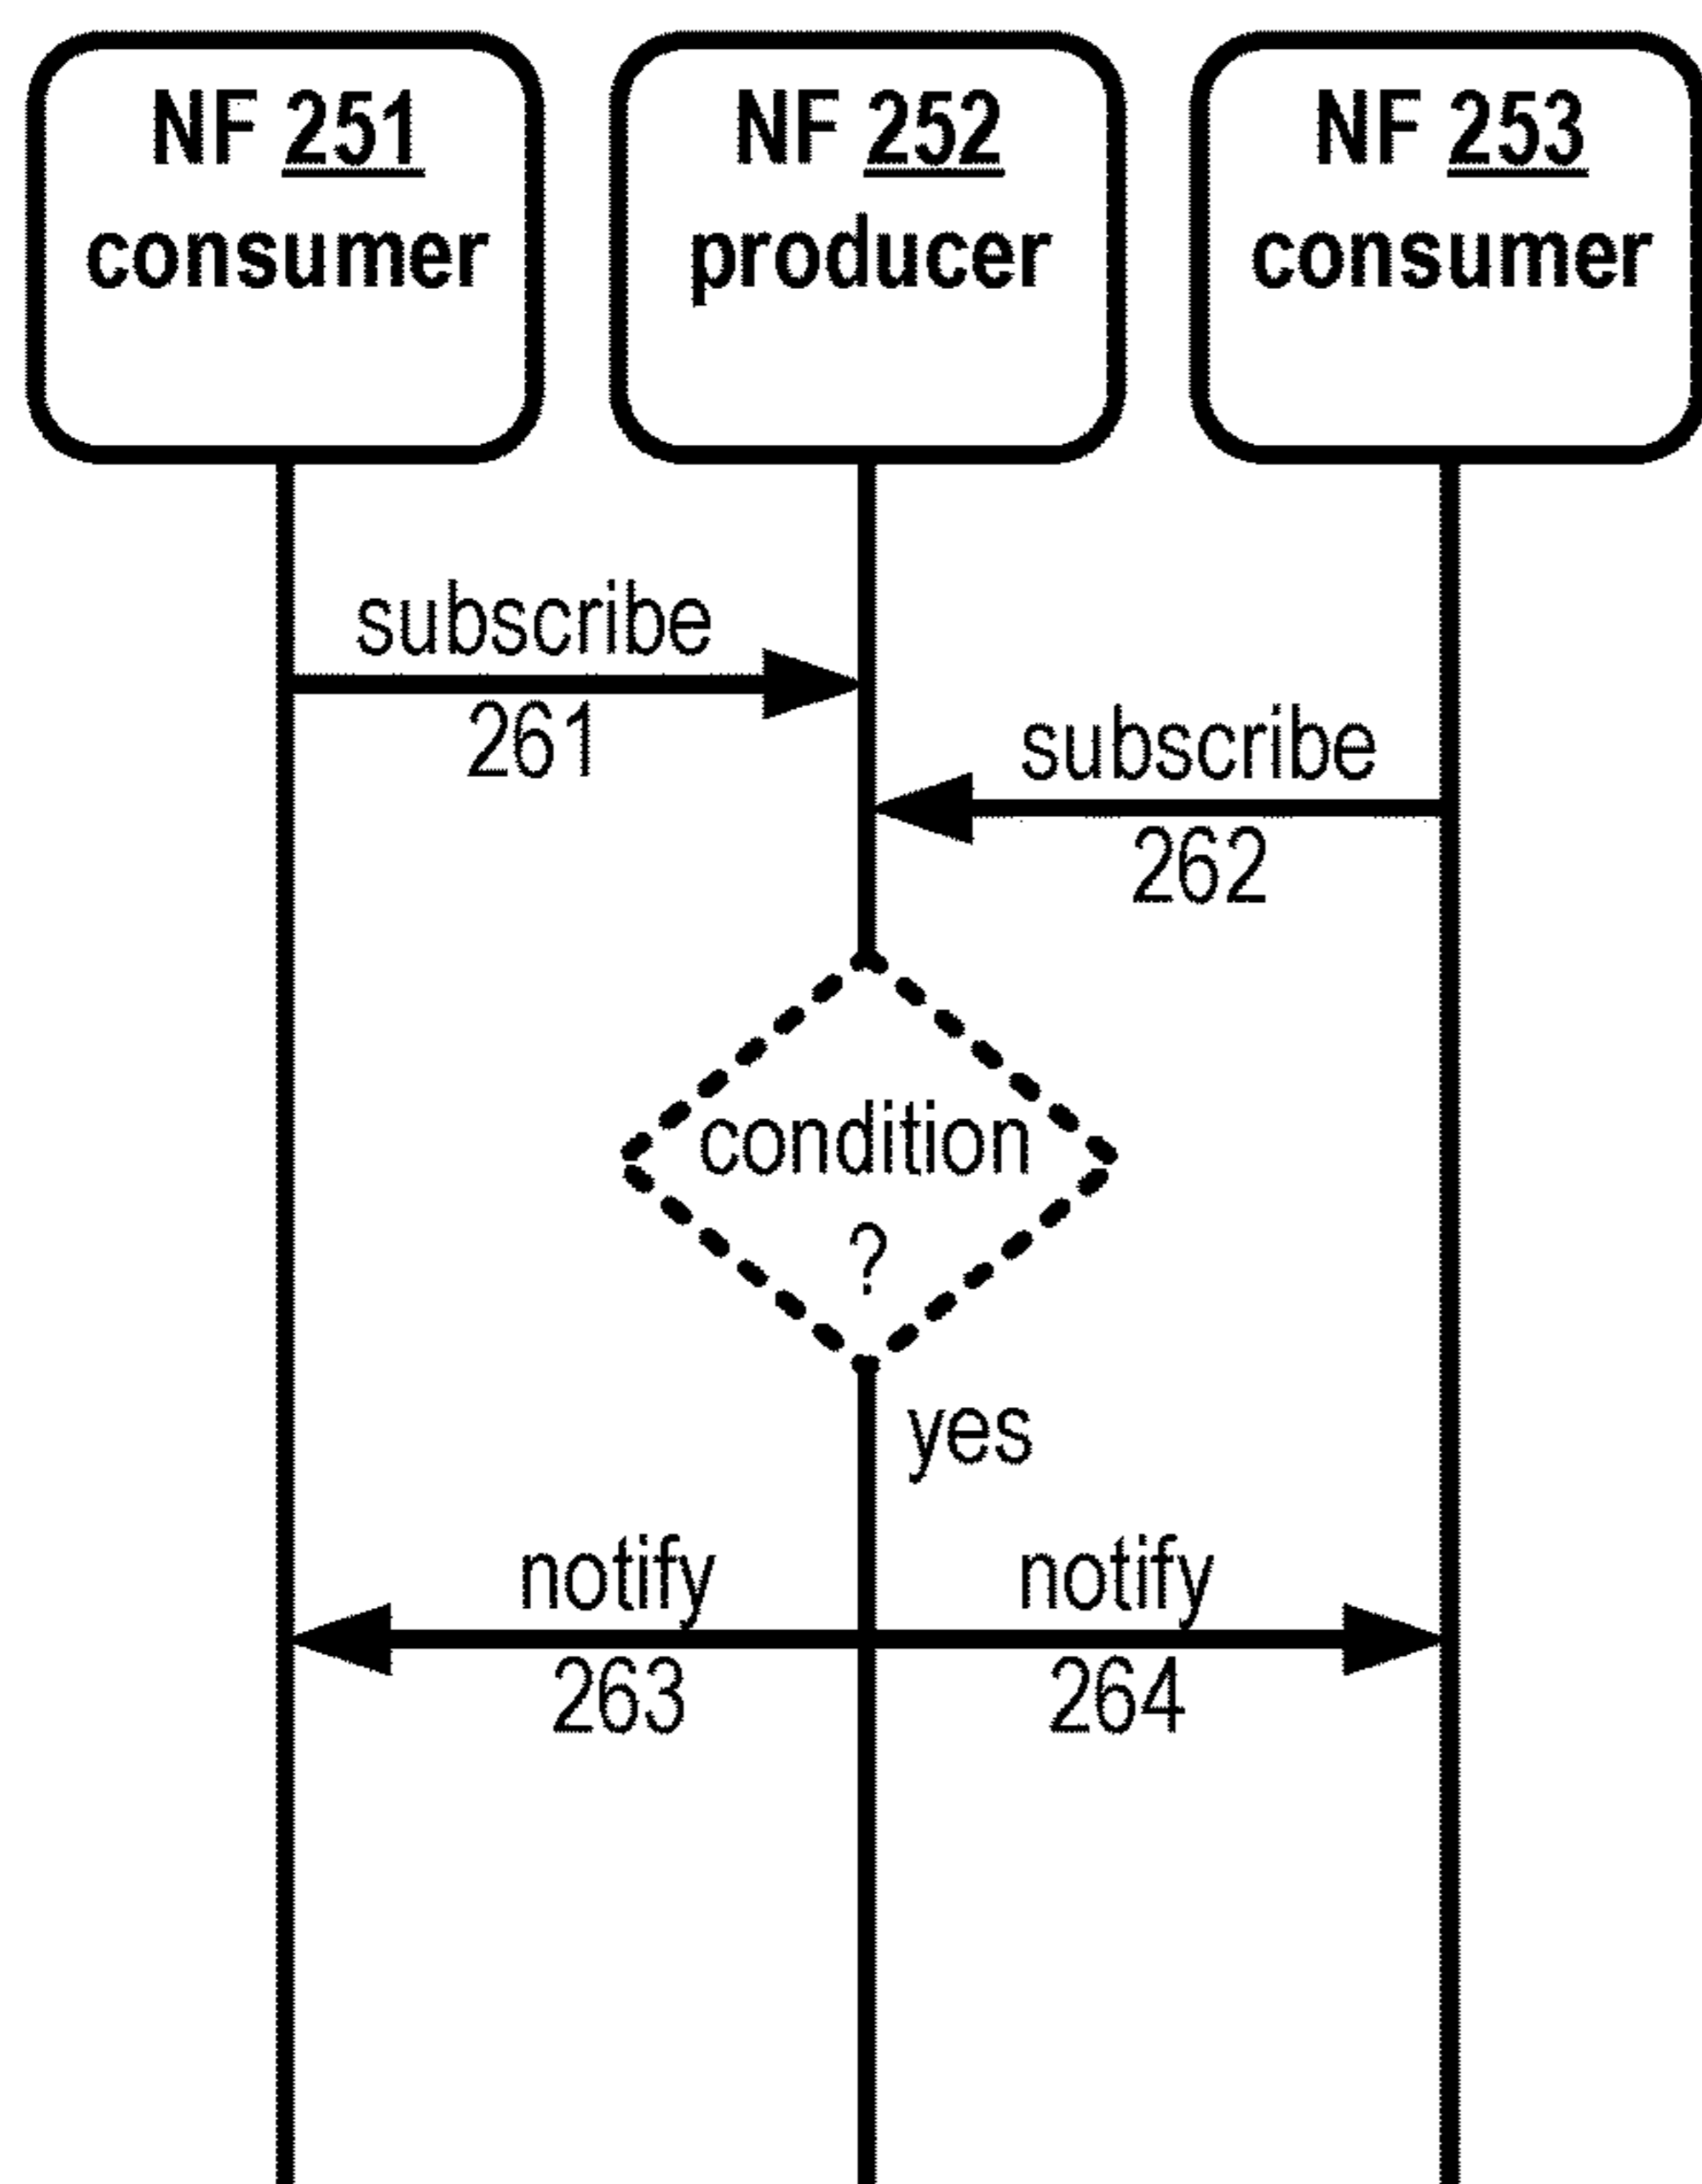 NF 251
consumer
NF 252
producer
NF 253
consumer
subscribe
261
subscribe
262
condition
?
yes
notify
263
notify
264